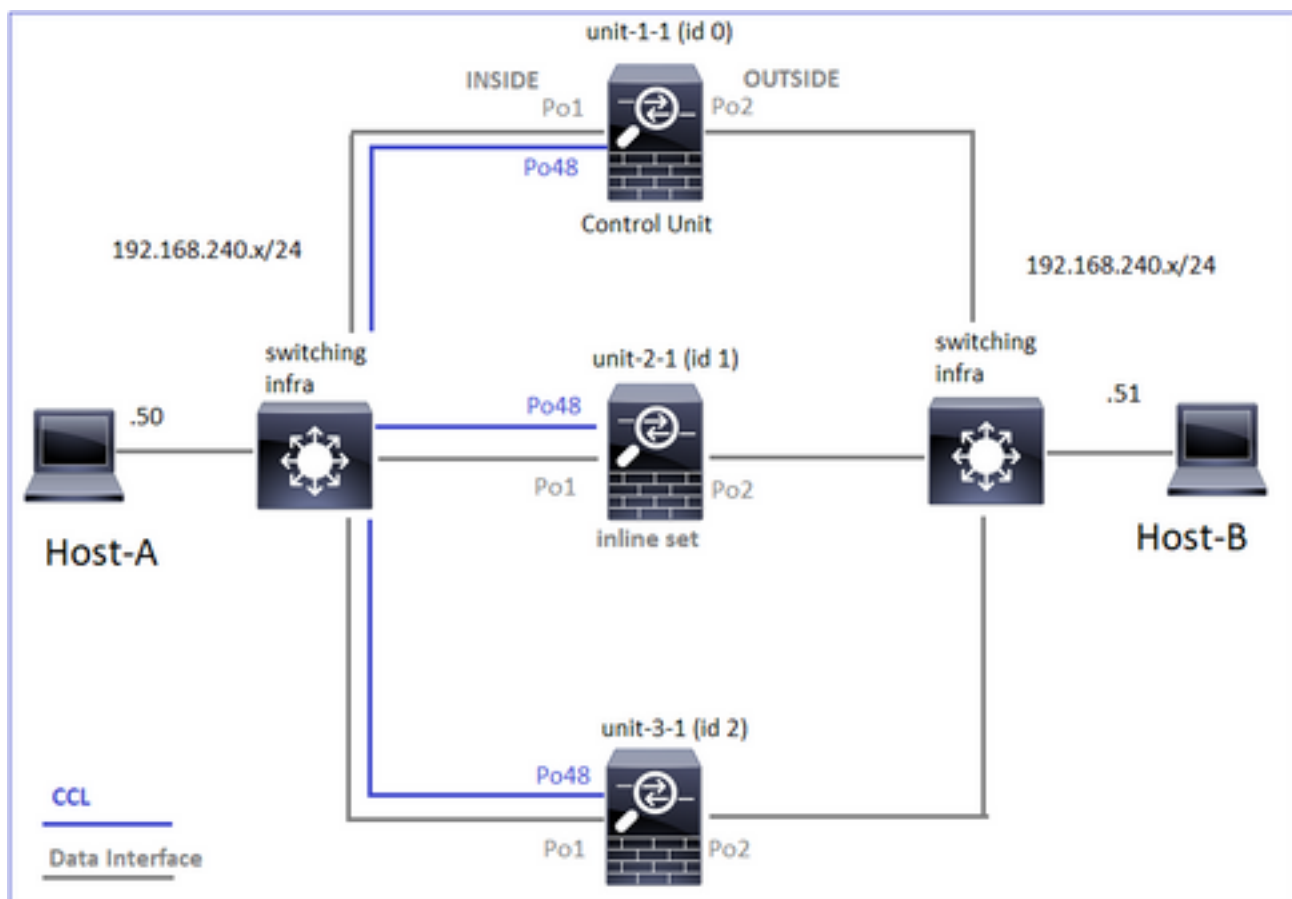 unit-1-1 (id 0)
INSIDE
OUTSIDE
Po1
Po2
Po48
Control Unit
192.168.240.x/24
192.168.240.x/24
switching
infra
unit-2-1 (id 1)
switching
infra
Po48
.50
.51
Po1
Po2
inline set
Host-A
Host-B
unit-3-1 (id 2)
Po48
CCL
Po1
Po2
Data Interface